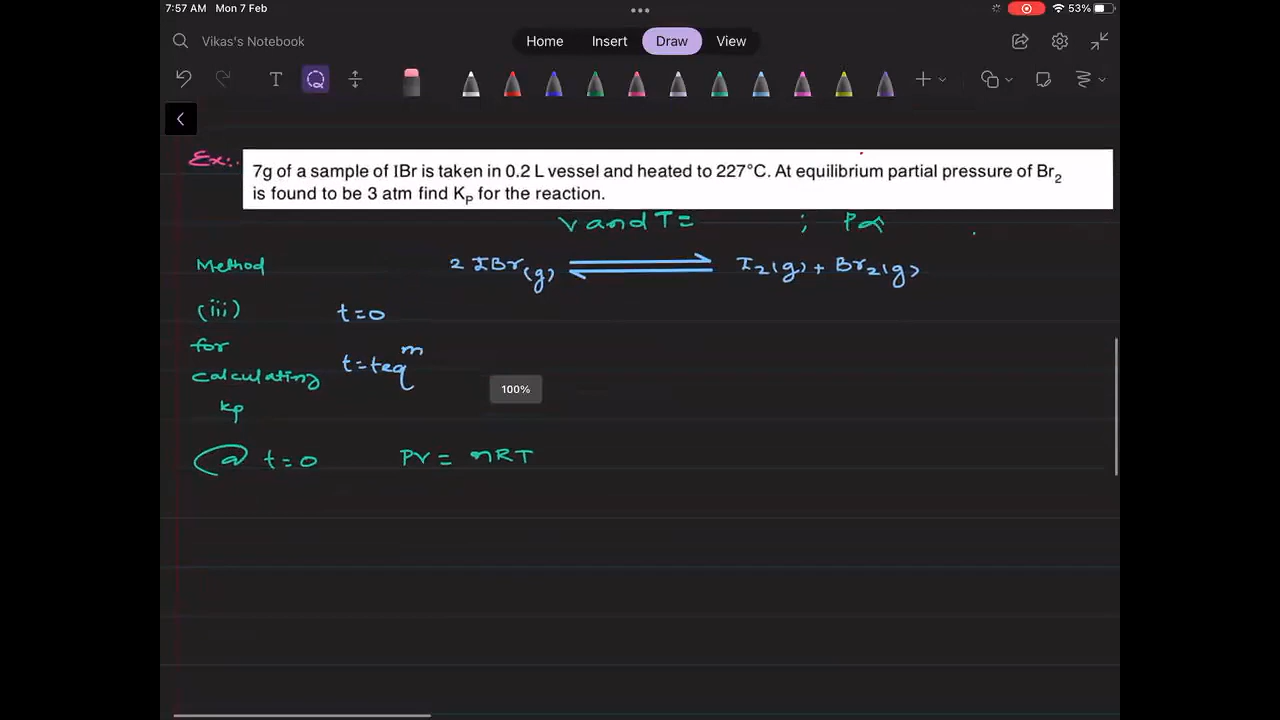 7:57 AM Mon 7 Feb
53%
Vikas's Notebook
Home Insert Draw View
Ex:.
7g of a sample of IBr is taken in 0.2 L vessel and heated to 227°C. At equilibrium partial pressure of Br₂
is found to be 3 atm find Kₚ for the reaction.
V and T = ; P∝
Method 2 IBr(g) ⇌ I₂(g) + Br₂(g)
(iii) t=0
for t=teqᵐ
calculating
100%
kp
@ t=0 PV = nRT